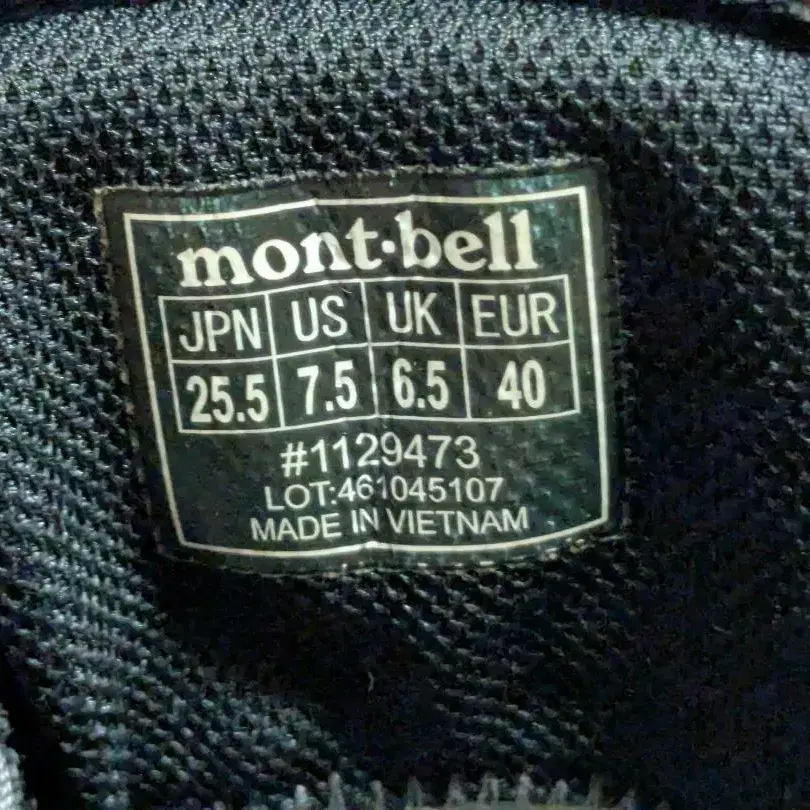 mont·bell
JPN US UK EUR
25.5 7.5 6.5 40
#1129473
LOT:461045107
MADE IN VIETNAM